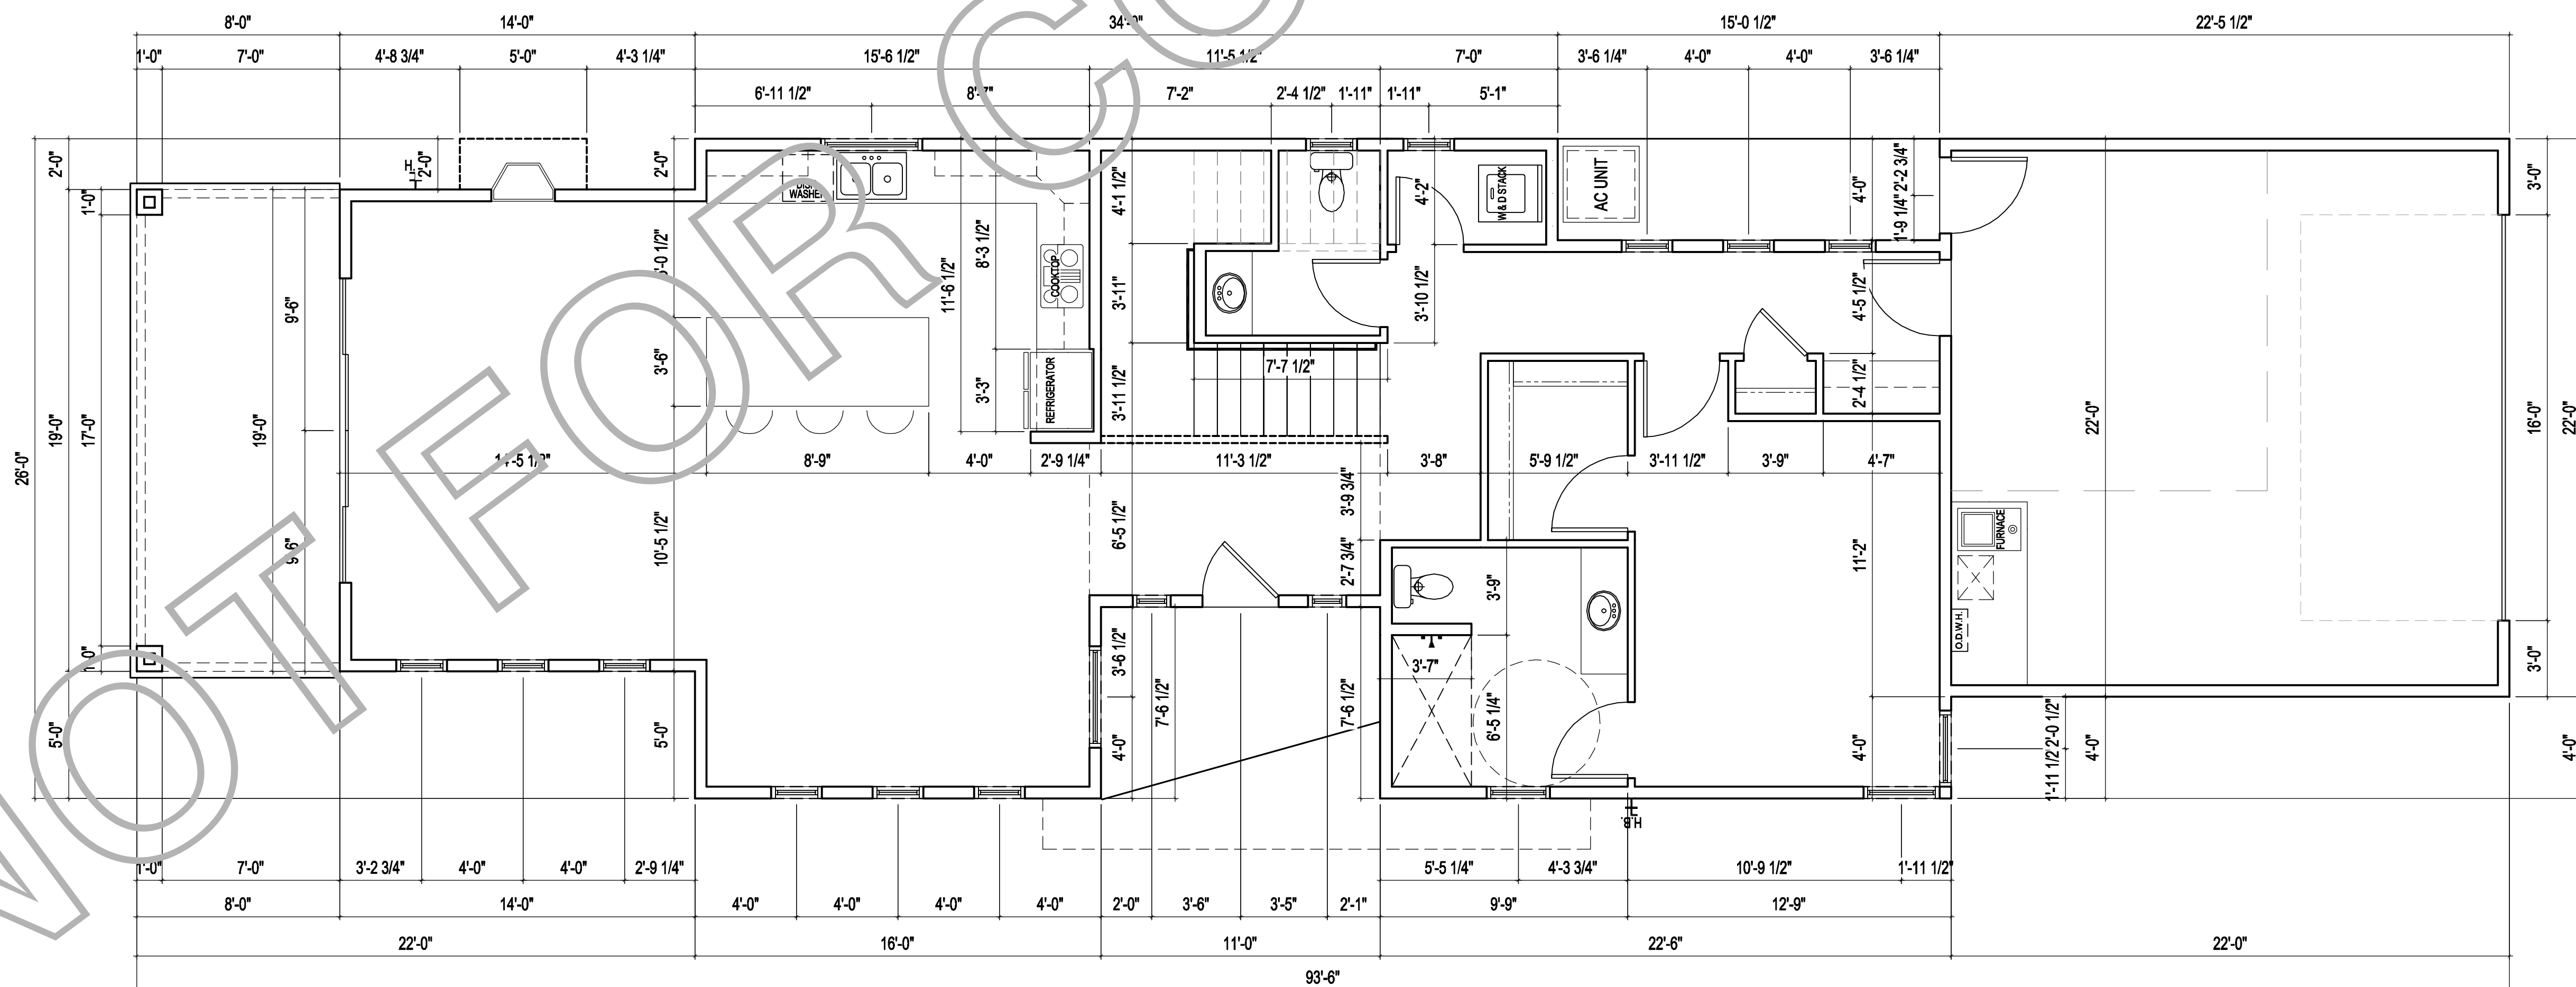 8'-0" 14'-0" 34'-0" 15'-0 1/2" 22'-5 1/2"
1'-0" 7'-0" 4'-8 3/4" 5'-0" 4'-3 1/4" 15'-6 1/2" 11'-5 1/2" 7'-0" 3'-6 1/4" 4'-0" 4'-0" 3'-6 1/4"
6'-11 1/2" 8'-7" 7'-2" 2'-4 1/2" 1'-11" 1'-11" 5'-1"
2'-0" 2'-0" 2'-0" 4'-1 1/2" 4'-2" 4'-0" 2'-2 3/4" 1'-9 1/4" 3'-0"
WASHER
W & D STACK
AC UNIT
1'-0"
9'-6" 11'-6 1/2" 8'-3 1/2" 3'-11" 3'-10 1/2" 4'-5 1/2"
COOKTOP
3'-6" 3'-3" 3'-11 1/2" 7'-7 1/2" 2'-4 1/2"
REFRIGERATOR
26'-0" 19'-0" 17'-0" 19'-0" 22'-0" 16'-0" 22'-0"
14'-5 1/2" 8'-9" 4'-0" 2'-9 1/4" 11'-3 1/2" 3'-8" 5'-9 1/2" 3'-11 1/2" 3'-9" 4'-7"
9'-6" 10'-5 1/2" 6'-5 1/2" 3'-9 3/4" 2'-7 3/4" 3'-9" 11'-2"
FURNACE
O.D.W.H.
1'-0" 3'-6 1/2" 3'-7" 3'-0"
5'-0" 5'-0" 4'-0" 7'-6 1/2" 7'-6 1/2" 6'-5 1/4" 4'-0" 1'-11 1/2" 2'-0 1/2" 4'-0" 4'-0"
H.B.
1'-0" 7'-0" 3'-2 3/4" 4'-0" 4'-0" 2'-9 1/4" 5'-5 1/4" 4'-3 3/4" 10'-9 1/2" 1'-11 1/2"
8'-0" 14'-0" 4'-0" 4'-0" 4'-0" 4'-0" 2'-0" 3'-6" 3'-5" 2'-1" 9'-9" 12'-9"
22'-0" 16'-0" 11'-0" 22'-6" 22'-0"
93'-6"
NOT FOR